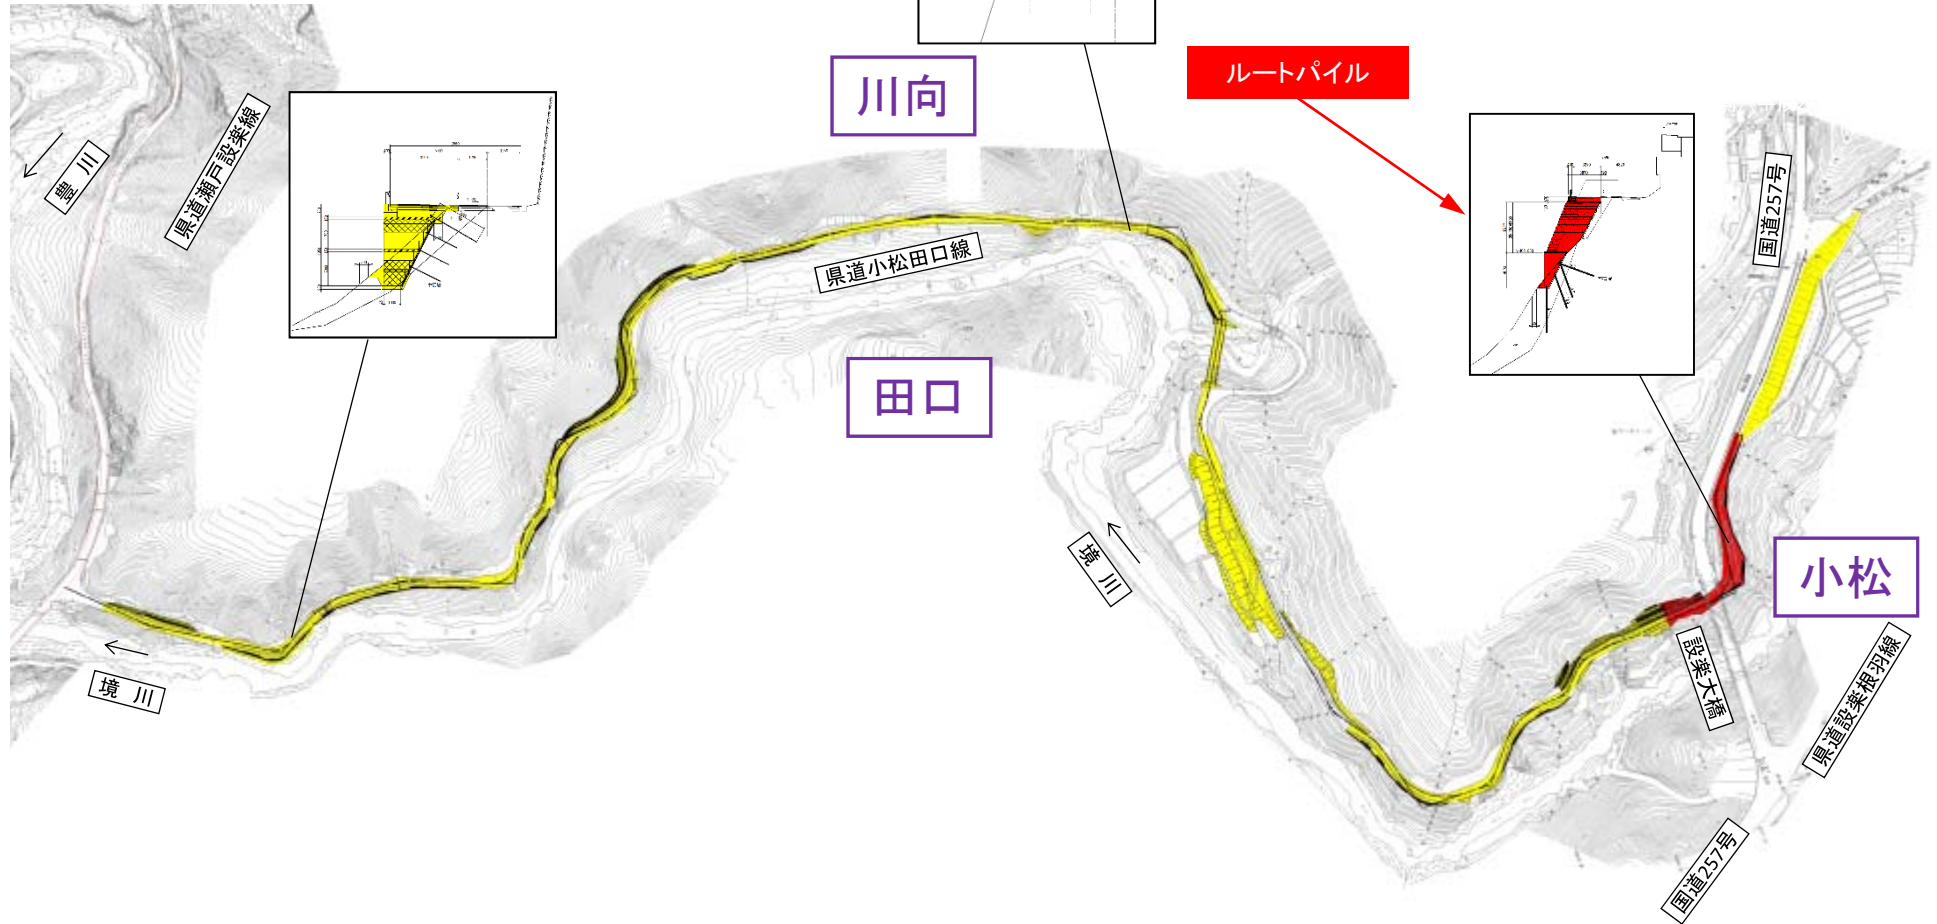 川向
ルートパイル
豊川
県道瀬戸設楽線
国道257号
県道小松田口線
田口
境川
小松
設楽大橋
県道設楽根羽線
境川
国道257号